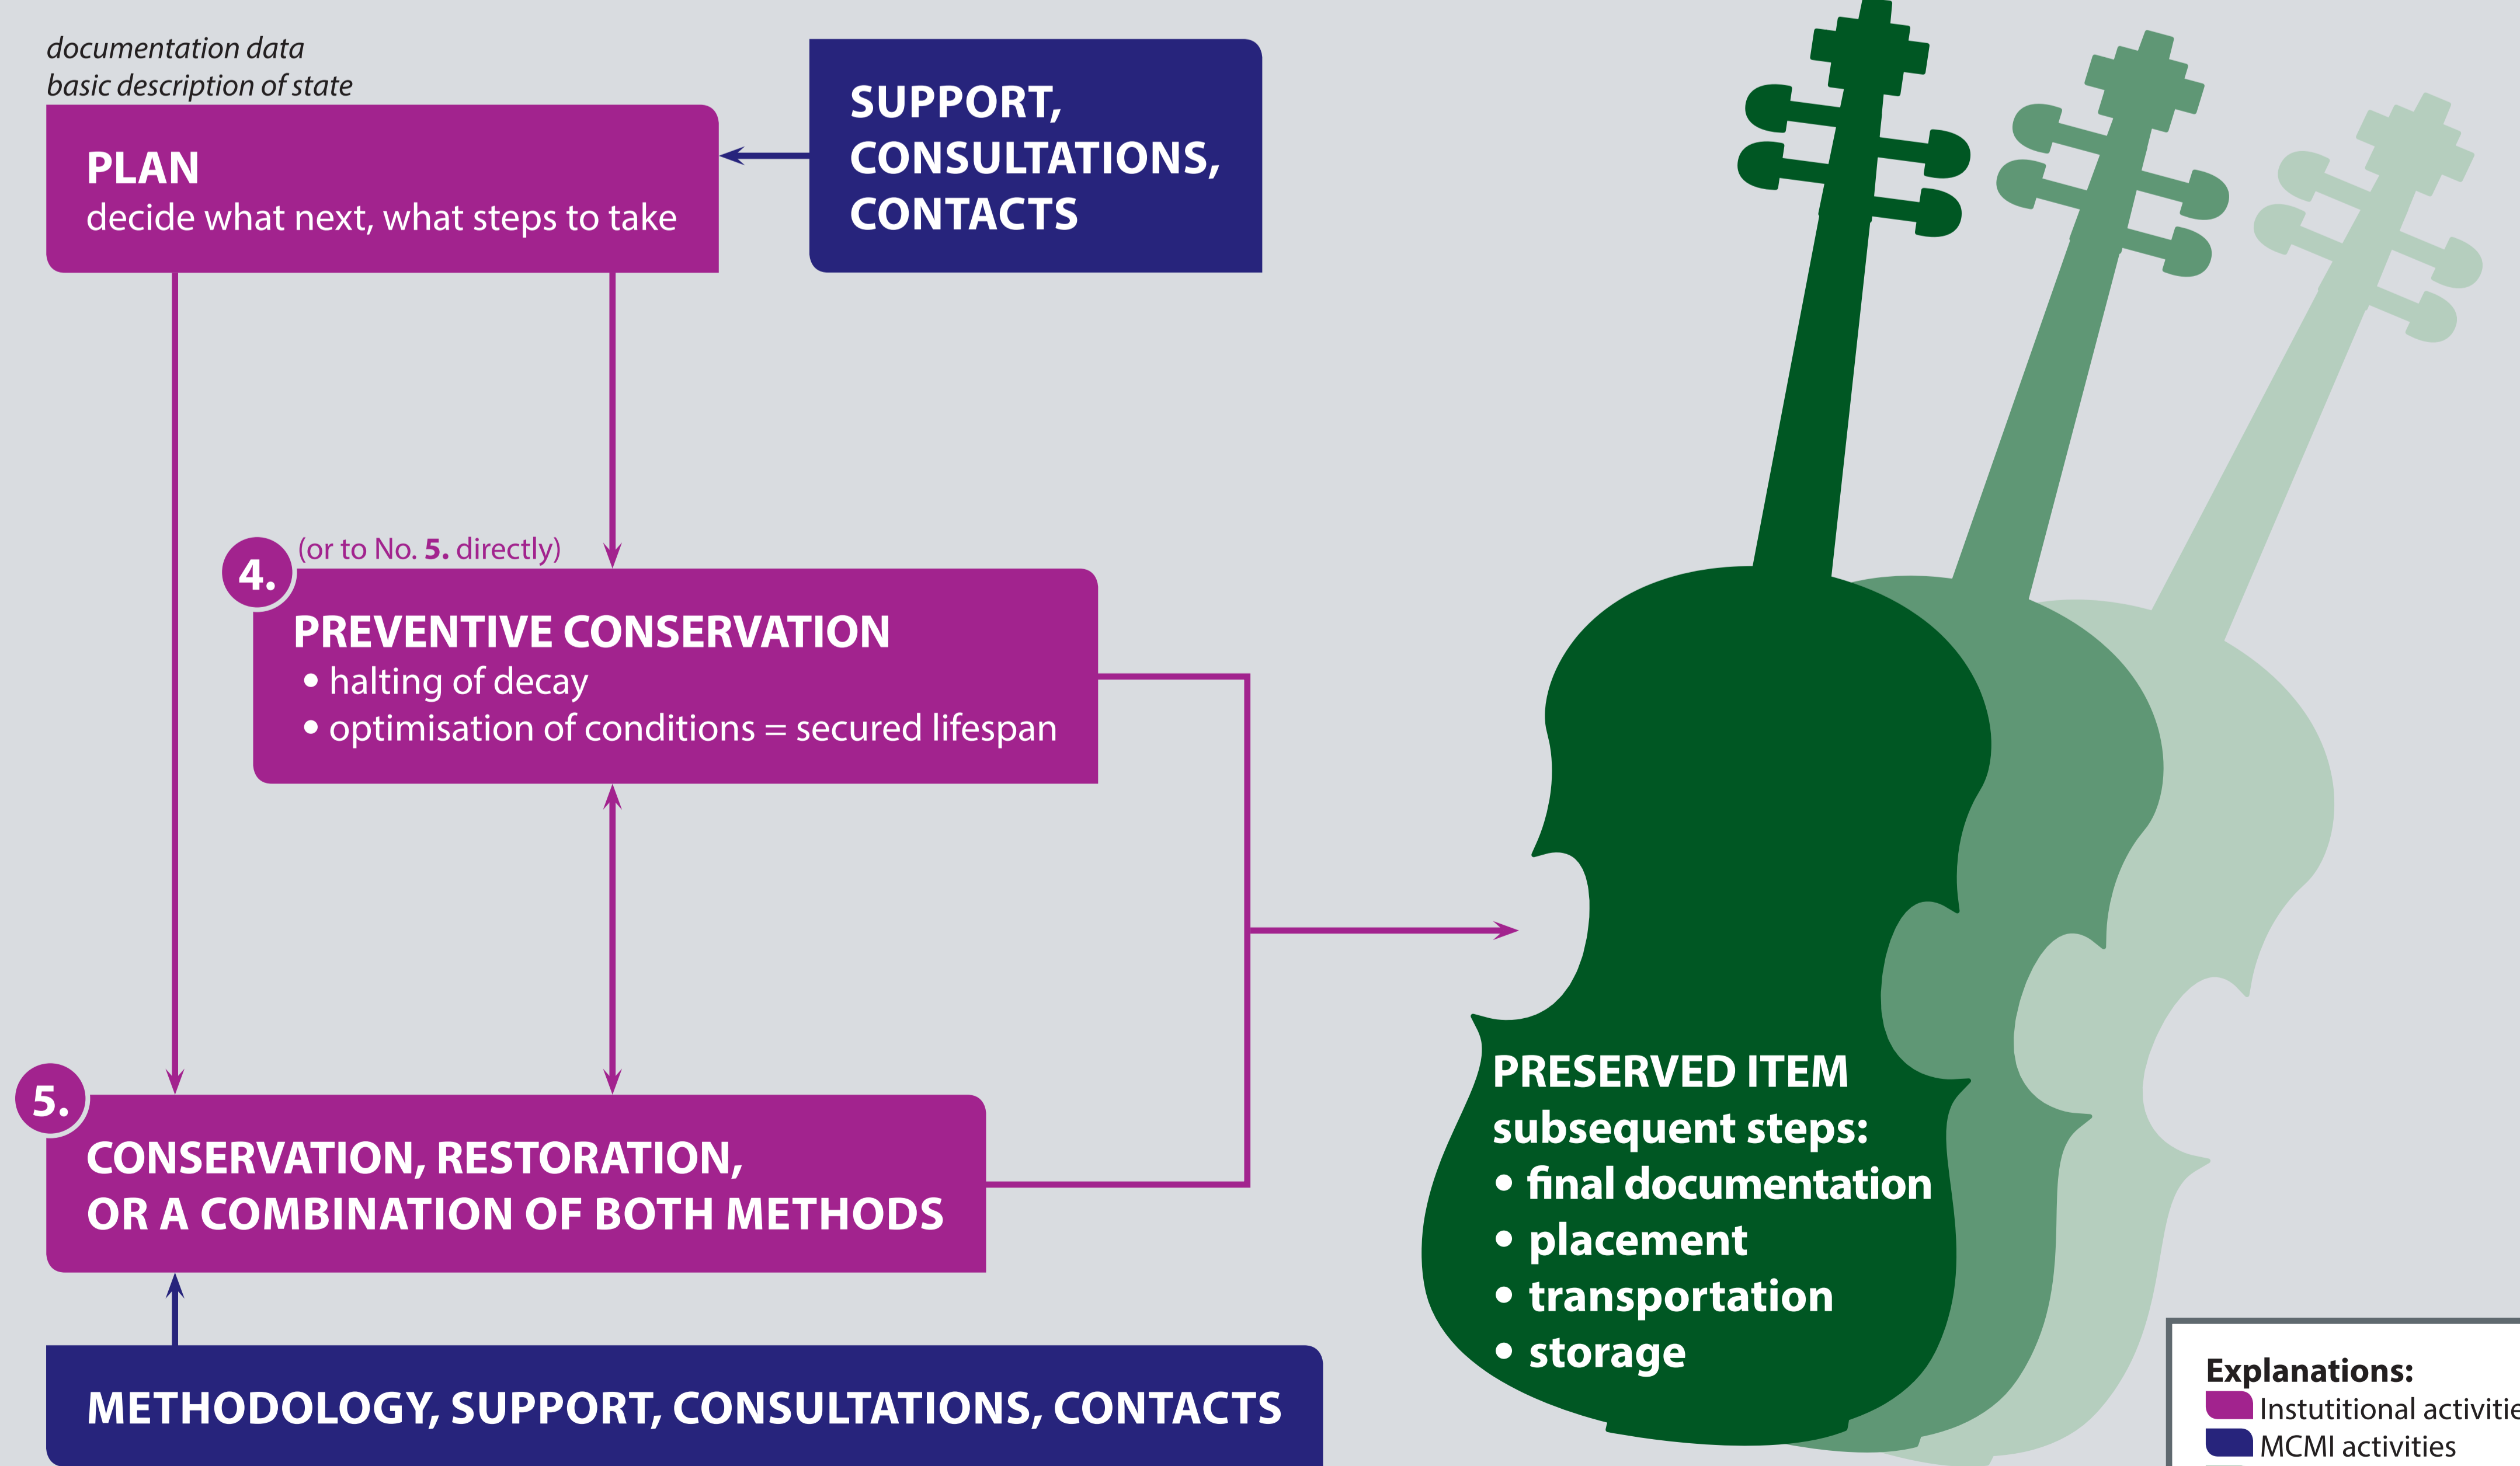 documentation data
basic description of state
PLAN
decide what next, what steps to take
SUPPORT,
CONSULTATIONS,
CONTACTS
4.
(or to No. 5. directly)
PREVENTIVE CONSERVATION
• halting of decay
• optimisation of conditions = secured lifespan
5.
CONSERVATION, RESTORATION,
OR A COMBINATION OF BOTH METHODS
METHODOLOGY, SUPPORT, CONSULTATIONS, CONTACTS
PRESERVED ITEM
subsequent steps:
• final documentation
• placement
• transportation
• storage
Explanations:
Instutitional
MCMI activities